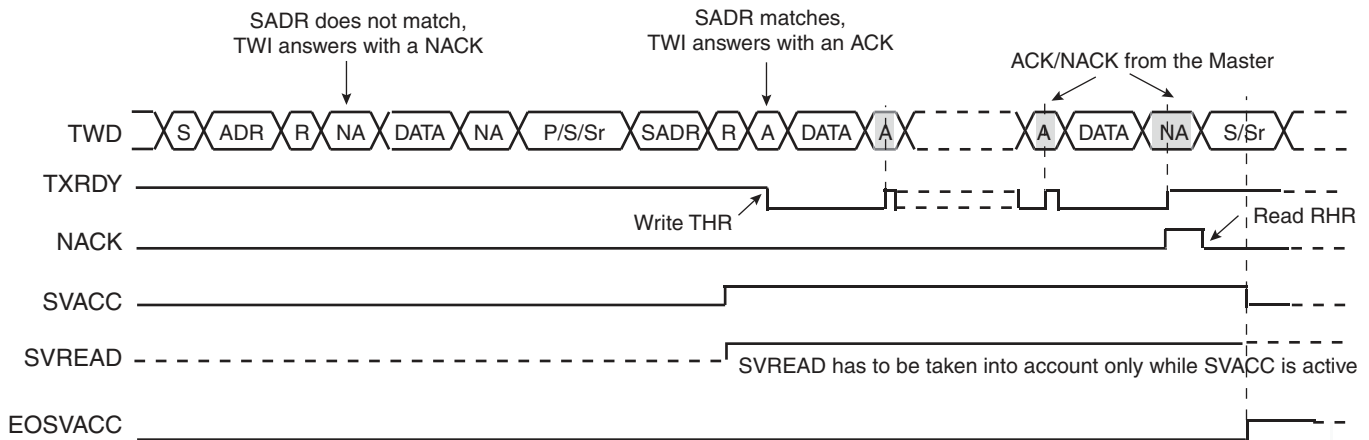 SADR does not match,
TWI answers with a NACK
SADR matches,
TWI answers with an ACK
ACK/NACK from the Master
TWD S ADR R NA DATA NA P/S/Sr SADR R A DATA A A DATA NA S/Sr
TXRDY
Write THR
Read RHR
NACK
SVACC
SVREAD
SVREAD has to be taken into account only while SVACC is active
EOSVACC